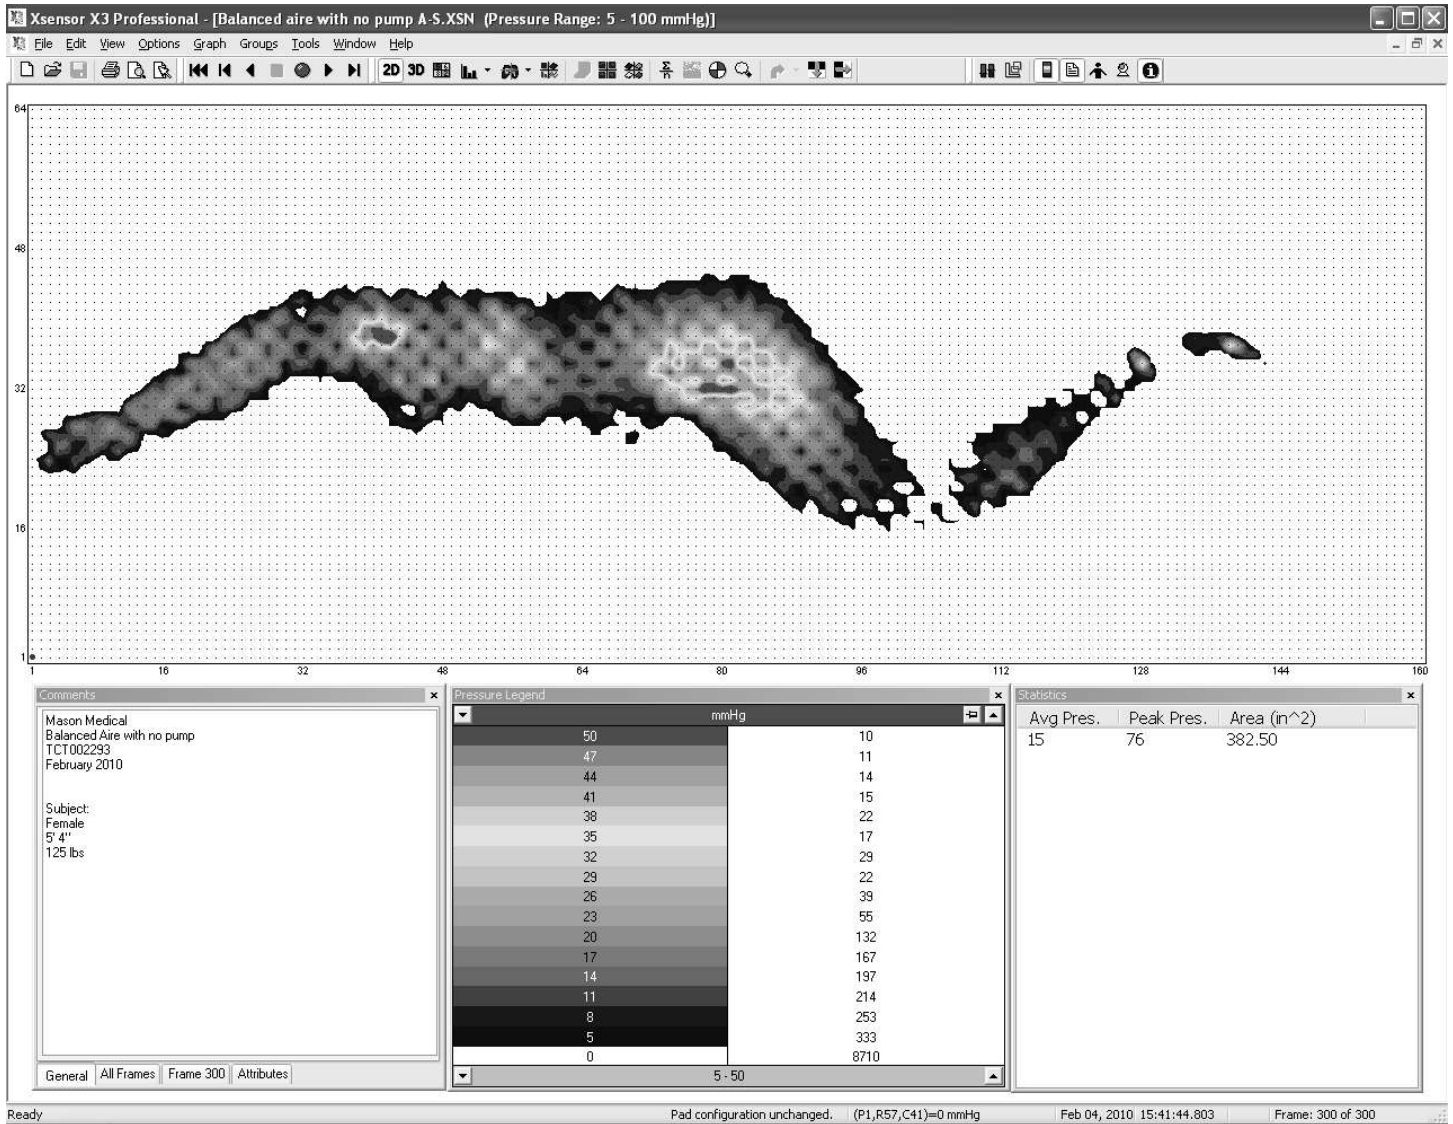 Xsensor X3 Professional - [Balanced aire with no pump A-S.XSN (Pressure Range: 5 - 100 mmHg)]
File Edit View Options Graph Groups Tools Window Help
2D 3D
64
48
32
16
1
1 16 32 48 64 80 96 112 128 144 160
Comments
Mason Medical
Balanced Aire with no pump
TCT002293
February 2010
Subject:
Female
5' 4''
125 lbs
General All Frames Frame 300 Attributes
Pressure Legend
mmHg
50 10
47 11
44 14
41 15
38 22
35 17
32 29
29 22
26 39
23 55
20 132
17 167
14 197
11 214
8 253
5 333
0 8710
5 - 50
Statistics
Avg Pres. Peak Pres. Area (in^2)
15 76 382.50
Ready Pad configuration unchanged. (P1,R57,C41)=0 mmHg Feb 04, 2010 15:41:44.803 Frame: 300 of 300